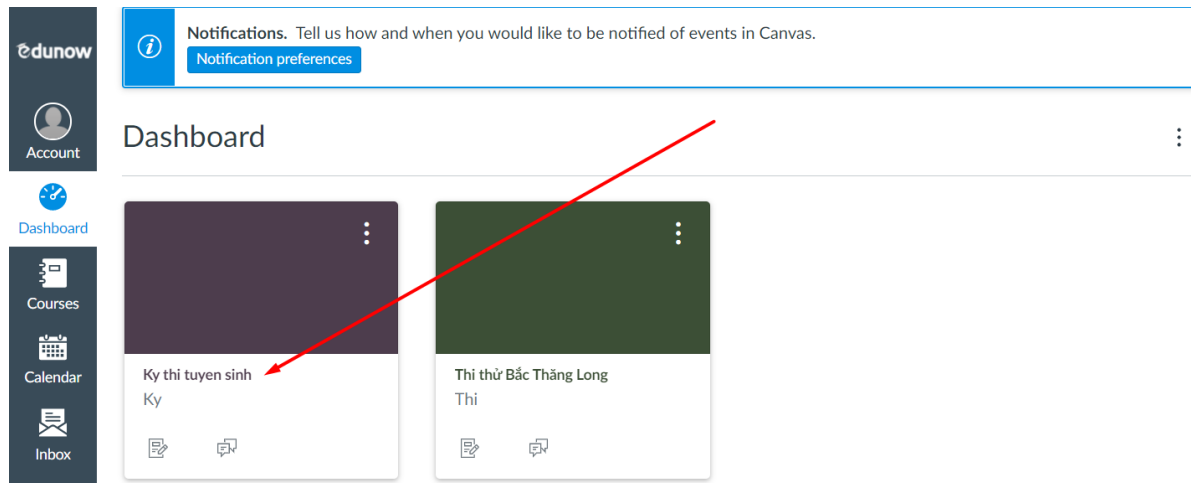 edunow
Notifications. Tell us how and when you would like to be notified of events in Canvas.
Notification preferences
Account
Dashboard
Dashboard
Courses
Calendar
Inbox
Ky thi tuyen sinh
Ky
Thi thử Bắc Thăng Long
Thi